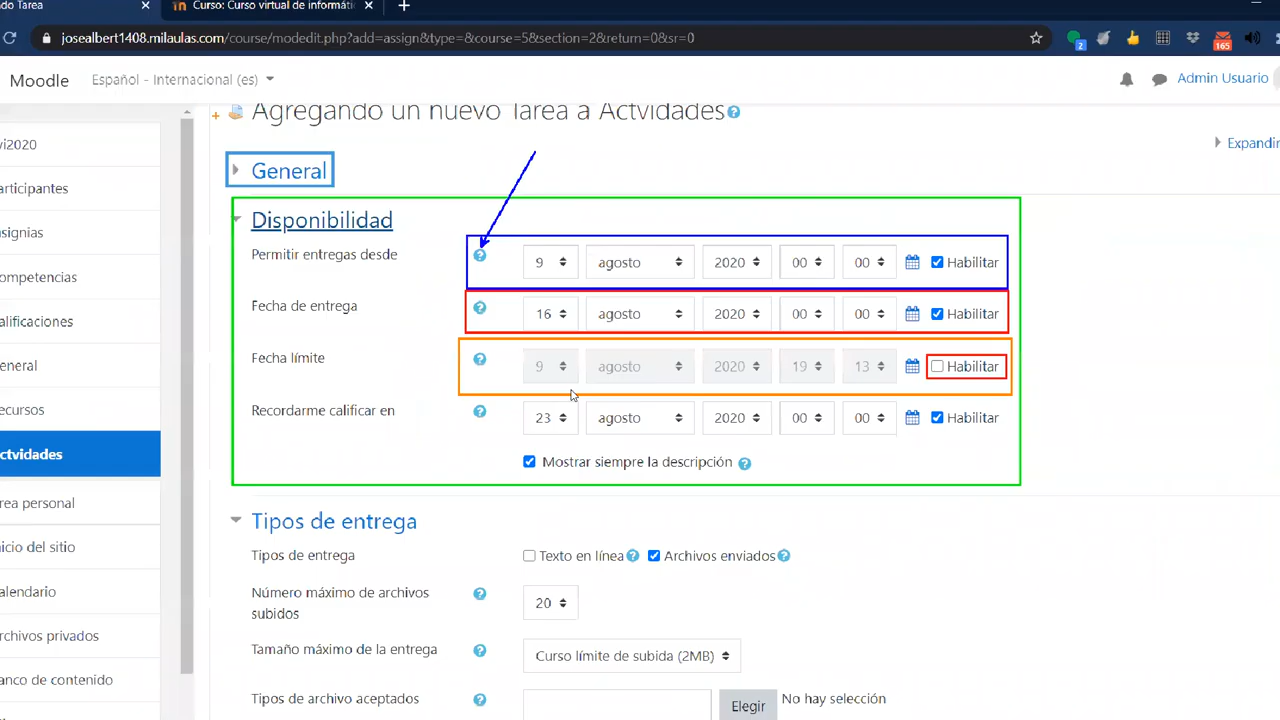 do Tarea
Curso: Curso virtual de informáti
josealbert1408.milaulas.com/course/modedit.php?add=assign&type=&course=5&section=2&return=0&sr=0
2
165
Moodle
Español - Internacional (es)
Admin Usuario
Agregando un nuevo Tarea a Actvidades
vi2020
Expandir
General
articipantes
Disponibilidad
signias
Permitir entregas desde 9 agosto 2020 00 00 Habilitar
ompetencias
Fecha de entrega 16 agosto 2020 00 00 Habilitar
alificaciones
Fecha límite 9 agosto 2020 19 13 Habilitar
eneral
ecursos
Recordarme calificar en 23 agosto 2020 00 00 Habilitar
ctvidades
Mostrar siempre la descripción
rea personal
Tipos de entrega
icio del sitio
Tipos de entrega Texto en línea Archivos enviados
alendario
Número máximo de archivos
subidos
20
rchivos privados
Tamaño máximo de la entrega Curso límite de subida (2MB)
anco de contenido
Tipos de archivo aceptados Elegir No hay selección